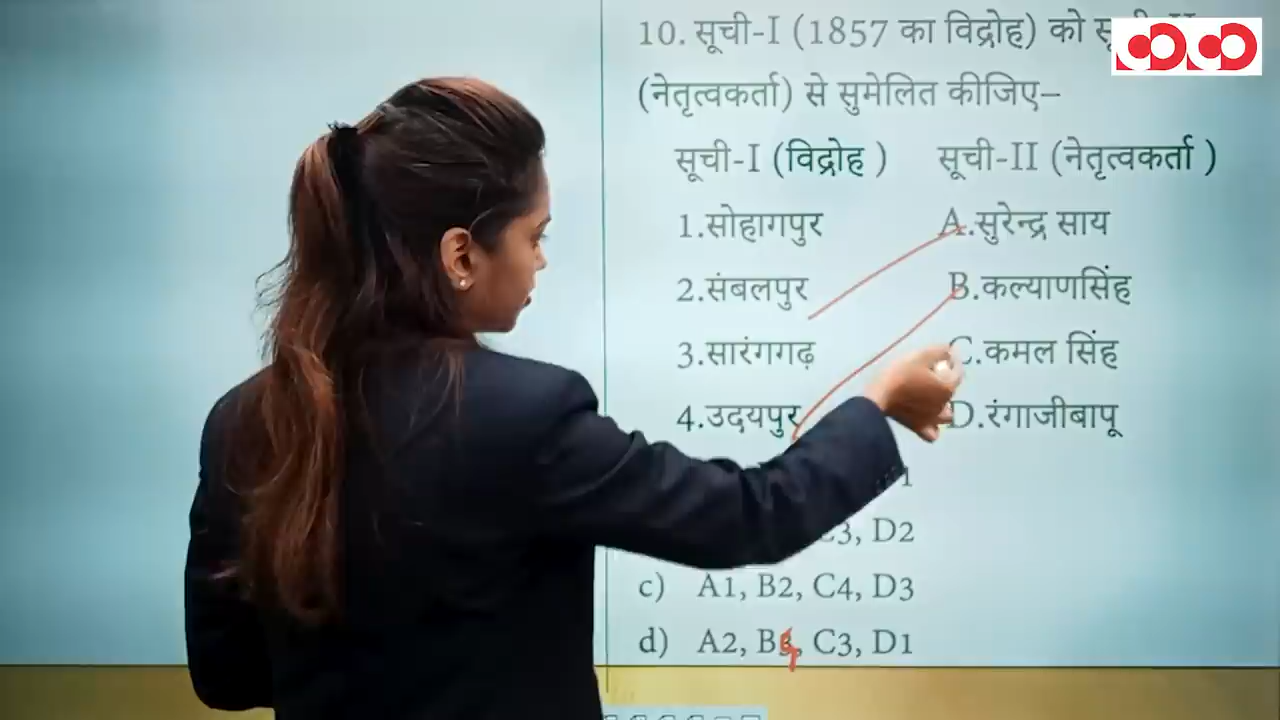 10. सूची-I (1857 का विद्रोह) को
(नेतृत्वकर्ता) से सुमेलित कीजिए–
सूची-I (विद्रोह ) सूची-II (नेतृत्वकर्ता )
1.सोहागपुर A.सुरेन्द्र साय
2.संबलपुर B.कल्याणसिंह
3.सारंगगढ़ C.कमल सिंह
4.उदयपुर D.रंगाजीबापू
D2
c) A1, B2, C4, D3
d) A2, B4, C3, D1